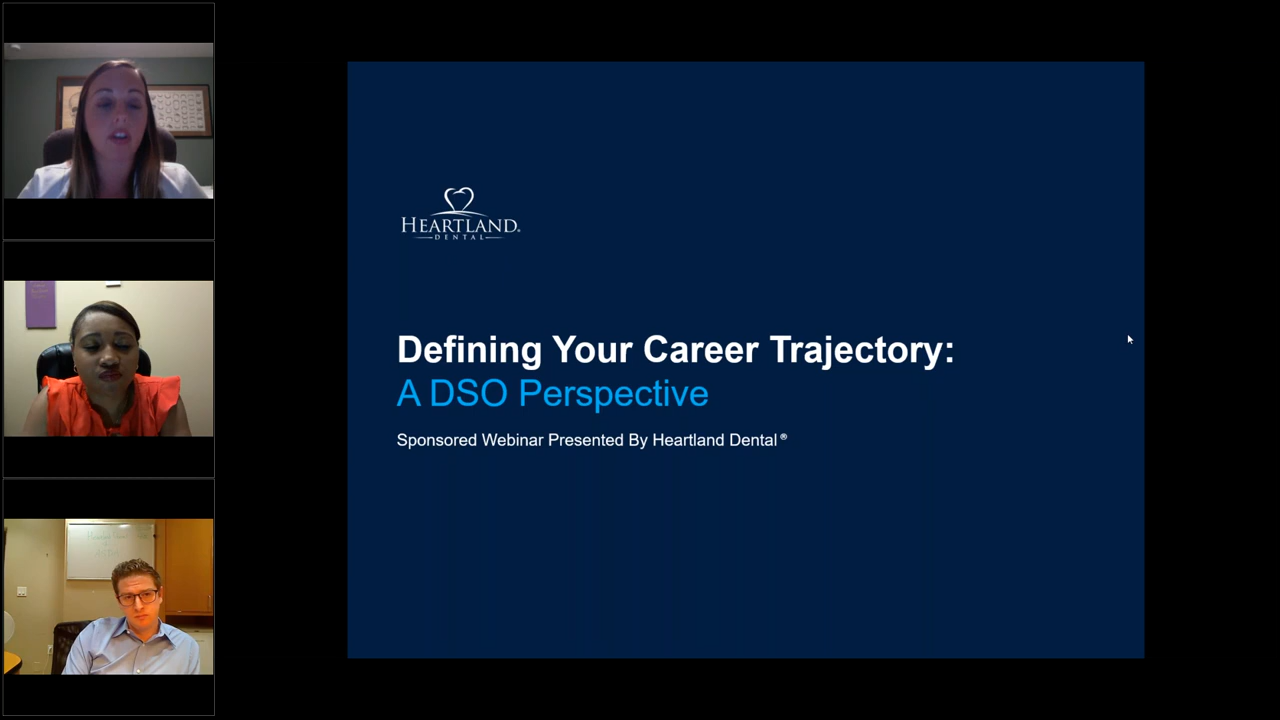 HEARTLAND®
DENTAL
Defining Your Career Trajectory:
A DSO Perspective
Sponsored Webinar Presented By Heartland Dental®